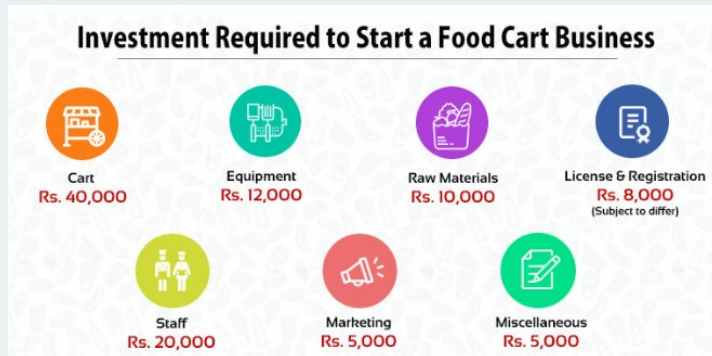 Investment Required to Start a Food Cart Business
Cart
Rs. 40,000
Equipment
Rs. 12,000
Raw Materials
Rs. 10,000
License & Registration
Rs. 8,000
(Subject to differ)
Staff
Rs. 20,000
Marketing
Rs. 5,000
Miscellaneous
Rs. 5,000